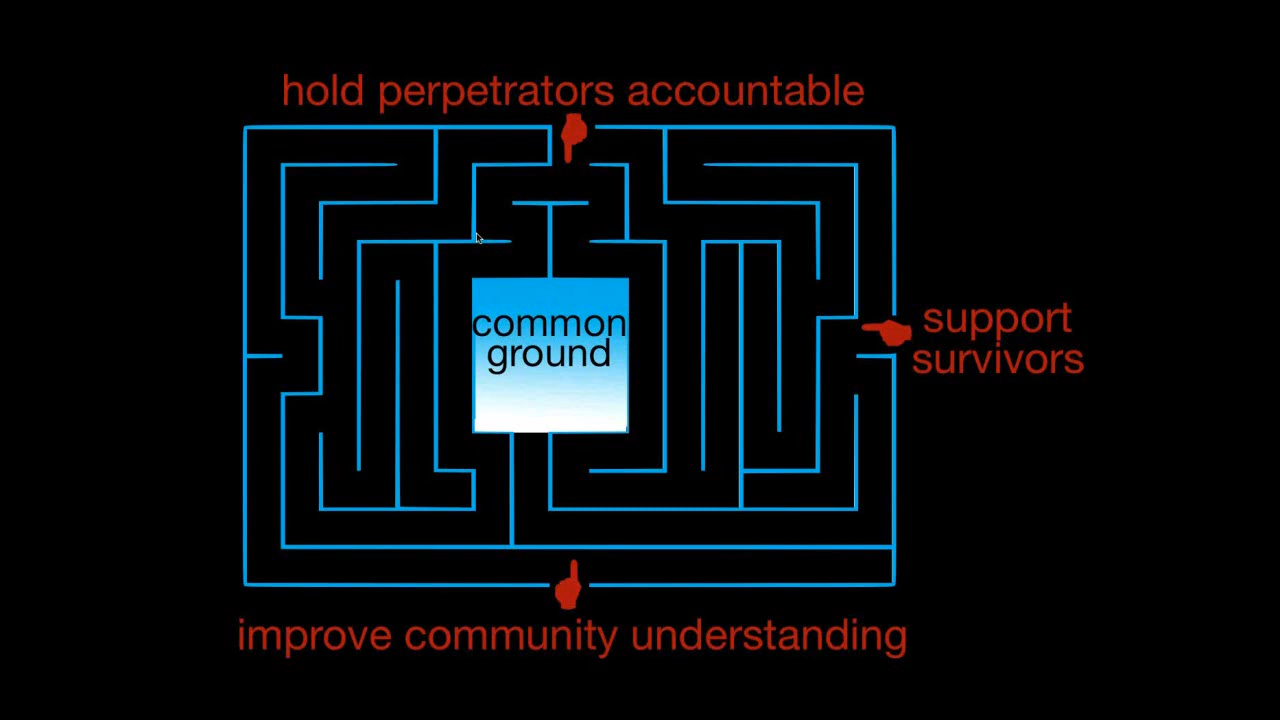 hold perpetrators accountable
common
ground
support
survivors
improve community understanding